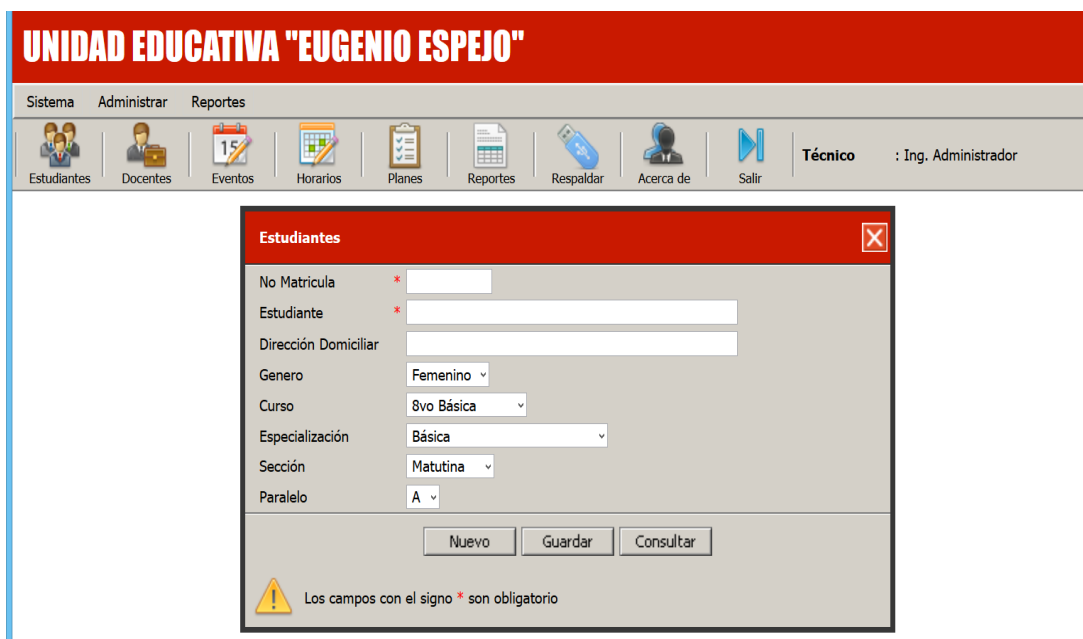 UNIDAD EDUCATIVA "EUGENIO ESPEJO"
Sistema Administrar Reportes
15
Estudiantes Docentes Eventos Horarios Planes Reportes Respaldar Acerca de Salir Técnico : Ing. Administrador
Estudiantes
No Matricula *
Estudiante *
Dirección Domiciliar
Genero Femenino
Curso 8vo Básica
Especialización Básica
Sección Matutina
Paralelo A
Nuevo Guardar Consultar
Los campos con el signo * son obligatorio